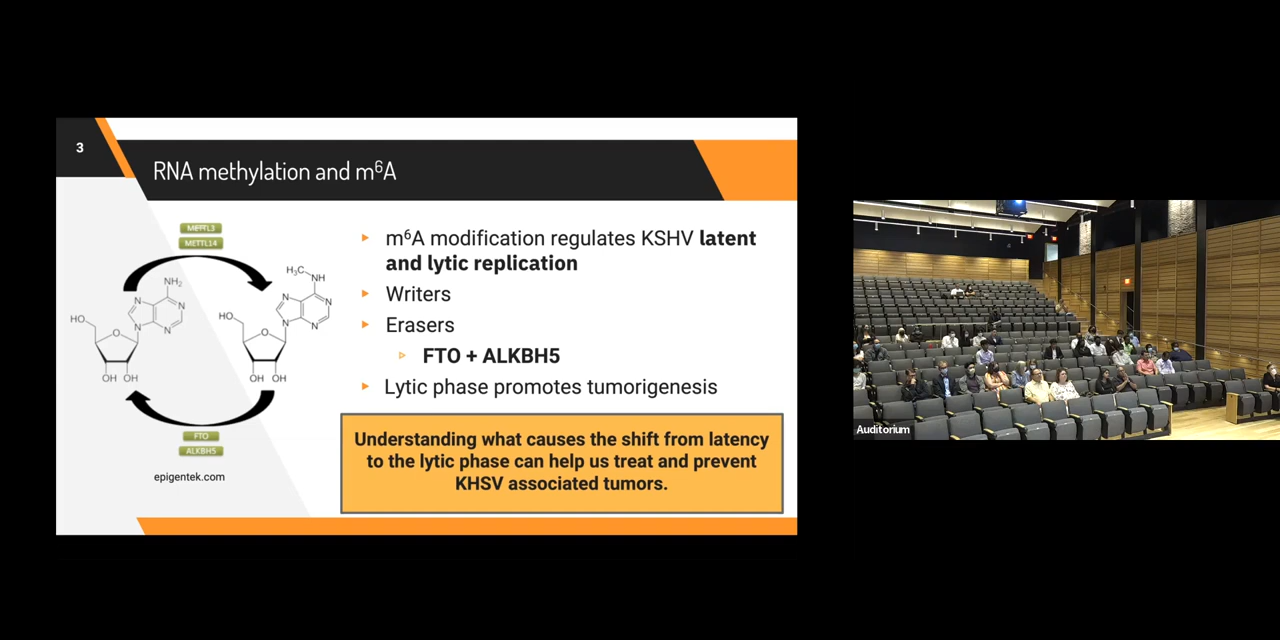 3
RNA methylation and m⁶A
METTL3
METTL14
NH₂
N
N
N
N
HO
O
OH OH
H₃C
NH
N
N
N
N
HO
O
OH OH
FTO
ALKBH5
epigentek.com
m⁶A modification regulates KSHV latent
and lytic replication
Writers
Erasers
FTO + ALKBH5
Lytic phase promotes tumorigenesis
Understanding what causes the shift from latency
to the lytic phase can help us treat and prevent
KHSV associated tumors.
Auditorium